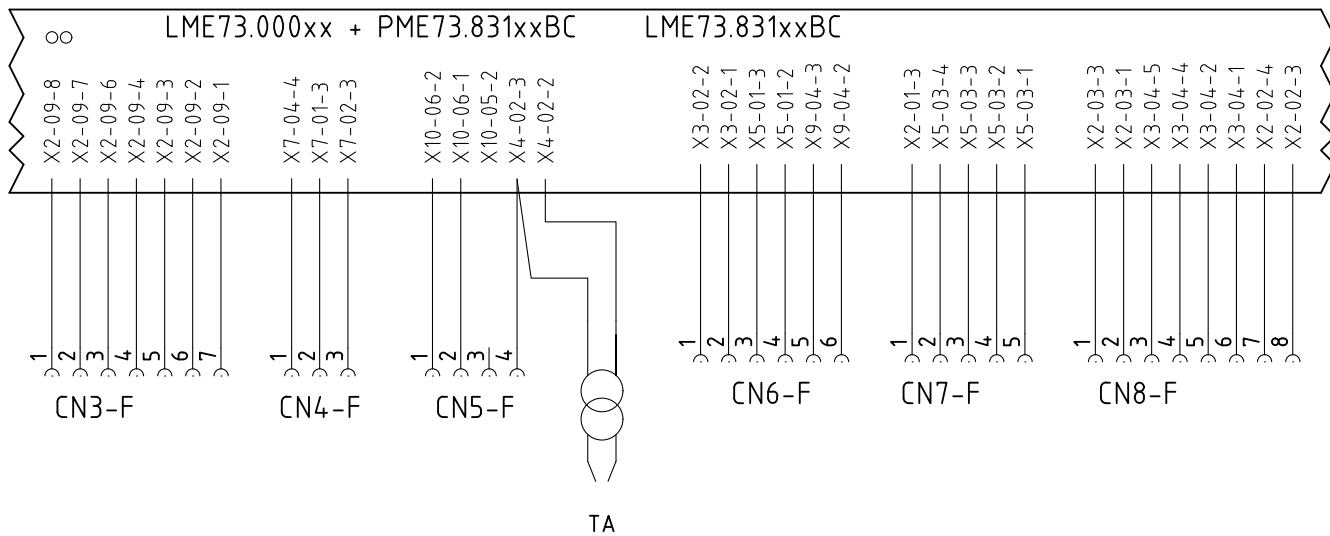 LME73.000xx + PME73.831xxBC LME73.831xxBC
X2-09-8
X2-09-7
X2-09-6
X2-09-4
X2-09-3
X2-09-2
X2-09-1
X7-04-4
X7-01-3
X7-02-3
X10-06-2
X10-06-1
X10-05-2
X4-02-3
X4-02-2
X3-02-2
X3-02-1
X5-01-3
X5-01-2
X9-04-3
X9-04-2
X2-01-3
X5-03-4
X5-03-3
X5-03-2
X5-03-1
X2-03-3
X2-03-1
X3-04-5
X3-04-4
X3-04-2
X3-04-1
X2-02-4
X2-02-3
1 2 3 4 5 6 7
CN3-F
1 2 3
CN4-F
1 2 3 4
CN5-F
1 2 3 4 5 6
CN6-F
1 2 3 4 5
CN7-F
1 2 3 4 5 6 7 8
CN8-F
TA